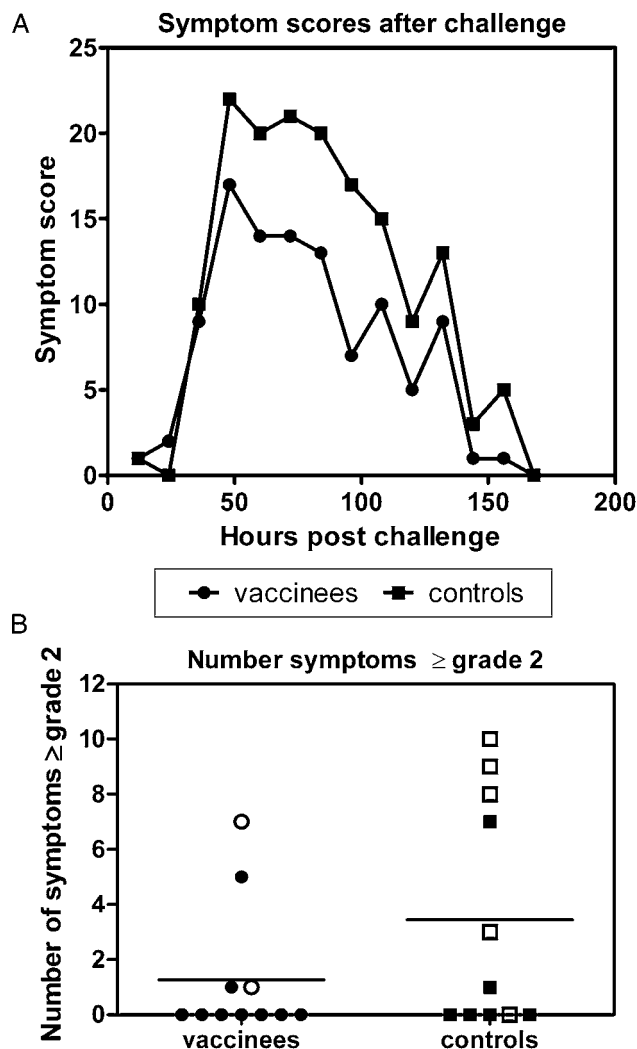 A
Symptom scores after challenge
25
20
15
10
5
0
Symptom score
0 50 100 150 200
Hours post challenge
vaccinees controls
B
Number symptoms ≥ grade 2
12
10
8
6
4
2
0
Number of symptoms ≥ grade 2
vaccinees controls